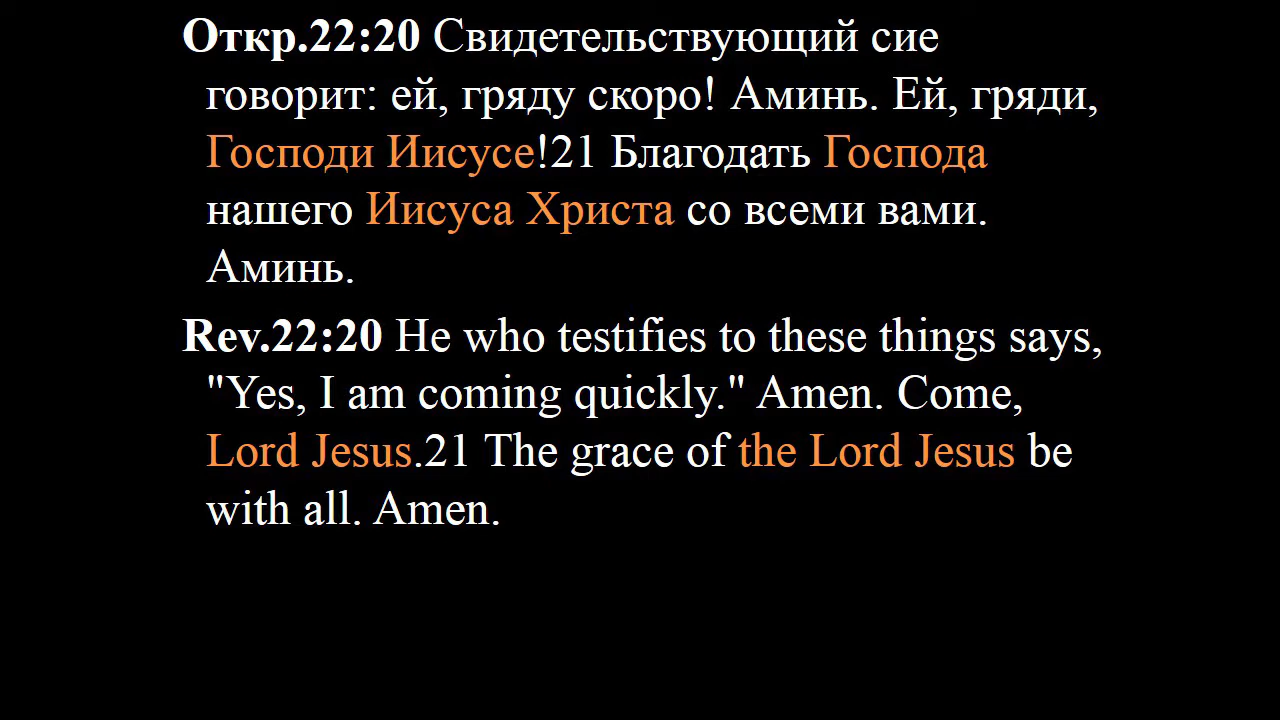 Откр.22:20 Свидетельствующий сие
говорит: ей, гряду скоро! Аминь. Ей, гряди,
Господи Иисусе!21 Благодать Господа
нашего Иисуса Христа со всеми вами.
Аминь.
Rev.22:20 He who testifies to these things says,
"Yes, I am coming quickly." Amen. Come,
Lord Jesus.21 The grace of the Lord Jesus be
with all. Amen.